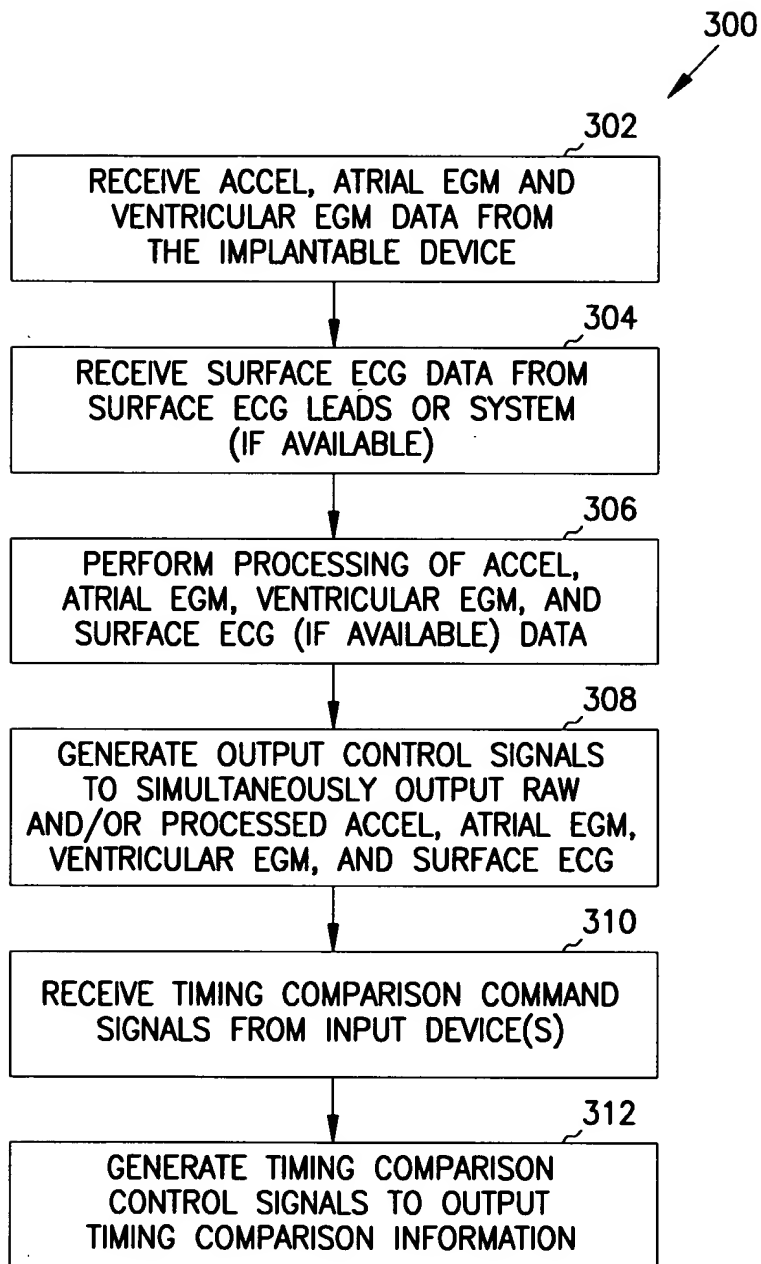 300
302
RECEIVE ACCEL, ATRIAL EGM AND
VENTRICULAR EGM DATA FROM
THE IMPLANTABLE DEVICE
304
RECEIVE SURFACE ECG DATA FROM
SURFACE ECG LEADS OR SYSTEM
(IF AVAILABLE)
306
PERFORM PROCESSING OF ACCEL,
ATRIAL EGM, VENTRICULAR EGM, AND
SURFACE ECG (IF AVAILABLE) DATA
308
GENERATE OUTPUT CONTROL SIGNALS
TO SIMULTANEOUSLY OUTPUT RAW
AND/OR PROCESSED ACCEL, ATRIAL EGM,
VENTRICULAR EGM, AND SURFACE ECG
310
RECEIVE TIMING COMPARISON COMMAND
SIGNALS FROM INPUT DEVICE(S)
312
GENERATE TIMING COMPARISON
CONTROL SIGNALS TO OUTPUT
TIMING COMPARISON INFORMATION